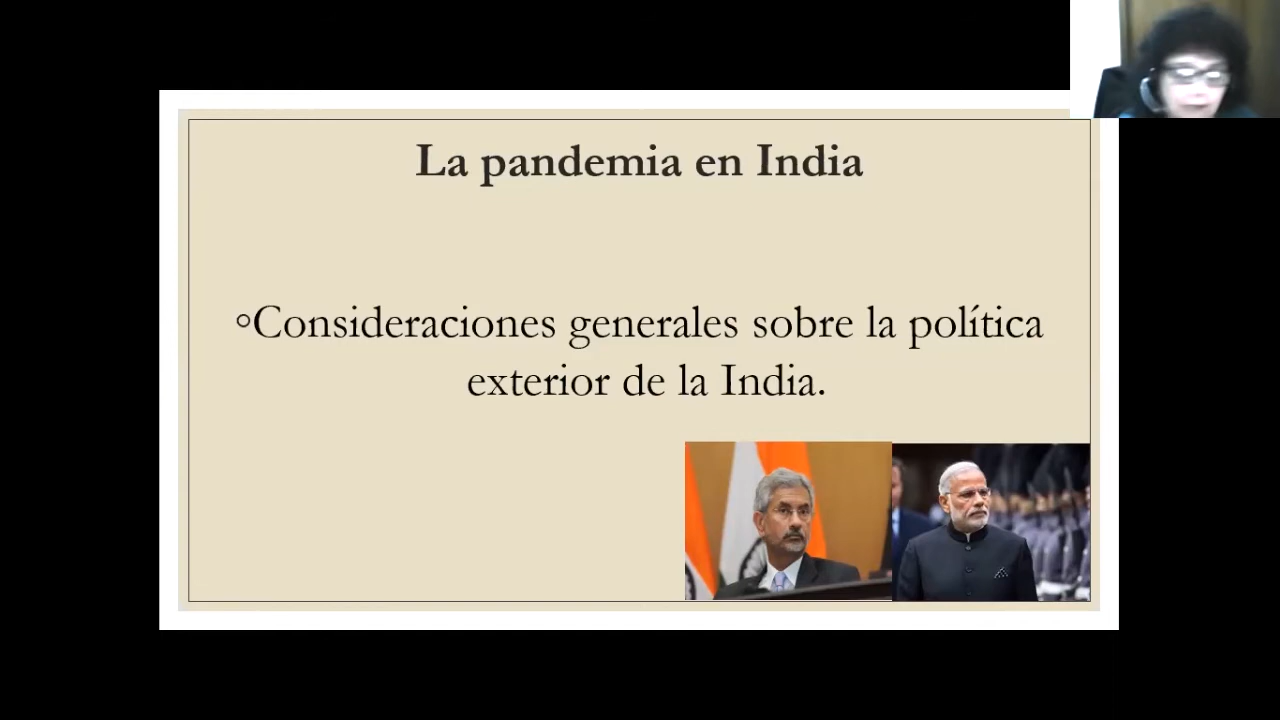 La pandemia en India
◦Consideraciones generales sobre la política
exterior de la India.